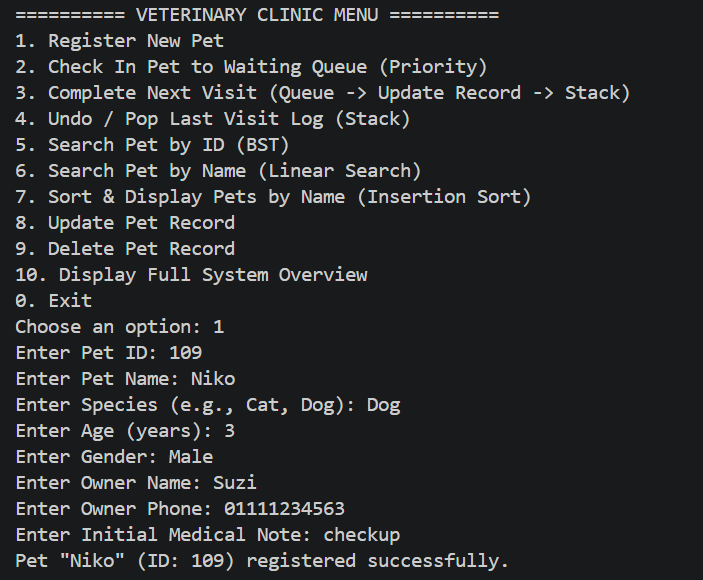 ========== VETERINARY CLINIC MENU ==========
1. Register New Pet
2. Check In Pet to Waiting Queue (Priority)
3. Complete Next Visit (Queue -> Update Record -> Stack)
4. Undo / Pop Last Visit Log (Stack)
5. Search Pet by ID (BST)
6. Search Pet by Name (Linear Search)
7. Sort & Display Pets by Name (Insertion Sort)
8. Update Pet Record
9. Delete Pet Record
10. Display Full System Overview
0. Exit
Choose an option: 1
Enter Pet ID: 109
Enter Pet Name: Niko
Enter Species (e.g., Cat, Dog): Dog
Enter Age (years): 3
Enter Gender: Male
Enter Owner Name: Suzi
Enter Owner Phone: 01111234563
Enter Initial Medical Note: checkup
Pet "Niko" (ID: 109) registered successfully.